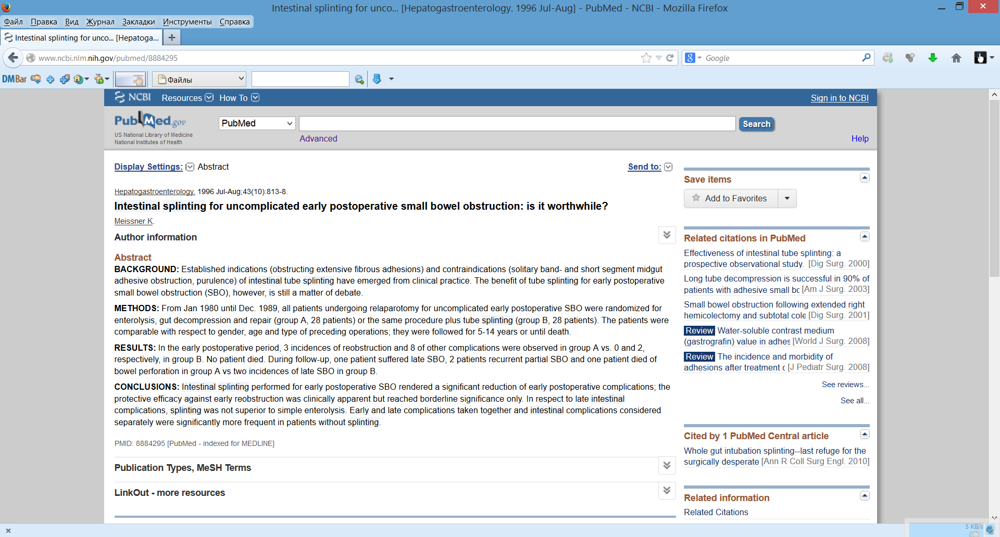 Intestinal splinting for unco... [Hepatogastroenterology. 1996 Jul-Aug] - PubMed - NCBI - Mozilla Firefox
Файл Правка Вид Журнал Закладки Инструменты Справка
Intestinal splinting for unco... [Hepatoga...
www.ncbi.nlm.nih.gov/pubmed/8884295
Google
DMBar
Файлы
NCBI Resources How To
Sign in to NCBI
PubMed.gov
US National Library of Medicine
National Institutes of Health
PubMed
Search
Advanced
Help
Display Settings: Abstract
Send to:
Hepatogastroenterology. 1996 Jul-Aug;43(10):813-8.
Intestinal splinting for uncomplicated early postoperative small bowel obstruction: is it worthwhile?
Meissner K.
Author information
Abstract
BACKGROUND: Established indications (obstructing extensive fibrous adhesions) and contraindications (solitary band- and short segment midgut
adhesive obstruction, purulence) of intestinal tube splinting have emerged from clinical practice. The benefit of tube splinting for early postoperative
small bowel obstruction (SBO), however, is still a matter of debate.
METHODS: From Jan 1980 until Dec. 1989, all patients undergoing relaparotomy for uncomplicated early postoperative SBO were randomized for
enterolysis, gut decompression and repair (group A, 28 patients) or the same procedure plus tube splinting (group B, 28 patients). The patients were
comparable with respect to gender, age and type of preceding operations; they were followed for 5-14 years or until death.
RESULTS: In the early postoperative period, 3 incidences of reobstruction and 8 of other complications were observed in group A vs. 0 and 2,
respectively, in group B. No patient died. During follow-up, one patient suffered late SBO, 2 patients recurrent partial SBO and one patient died of
bowel perforation in group A vs two incidences of late SBO in group B.
CONCLUSIONS: Intestinal splinting performed for early postoperative SBO rendered a significant reduction of early postoperative complications; the
protective efficacy against early reobstruction was clinically apparent but reached borderline significance only. In respect to late intestinal
complications, splinting was not superior to simple enterolysis. Early and late complications taken together and intestinal complications considered
separately were significantly more frequent in patients without splinting.
PMID: 8884295 [PubMed - indexed for MEDLINE]
Publication Types, MeSH Terms
LinkOut - more resources
Save items
Add to Favorites
Related citations in PubMed
Effectiveness of intestinal tube splinting: a
prospective observational study. [Dig Surg. 2000]
Long tube decompression is successful in 90% of
patients with adhesive small bc [Am J Surg. 2003]
Small bowel obstruction following extended right
hemicolectomy and subtotal cole [Dig Surg. 2001]
Review Water-soluble contrast medium
(gastrografin) value in adhes [World J Surg. 2008]
Review The incidence and morbidity of
adhesions after treatment c [J Pediatr Surg. 2008]
See reviews...
See all...
Cited by 1 PubMed Central article
Whole gut intubation splinting--last refuge for the
surgically desperate [Ann R Coll Surg Engl. 2010]
Related information
Related Citations
5 KB/s